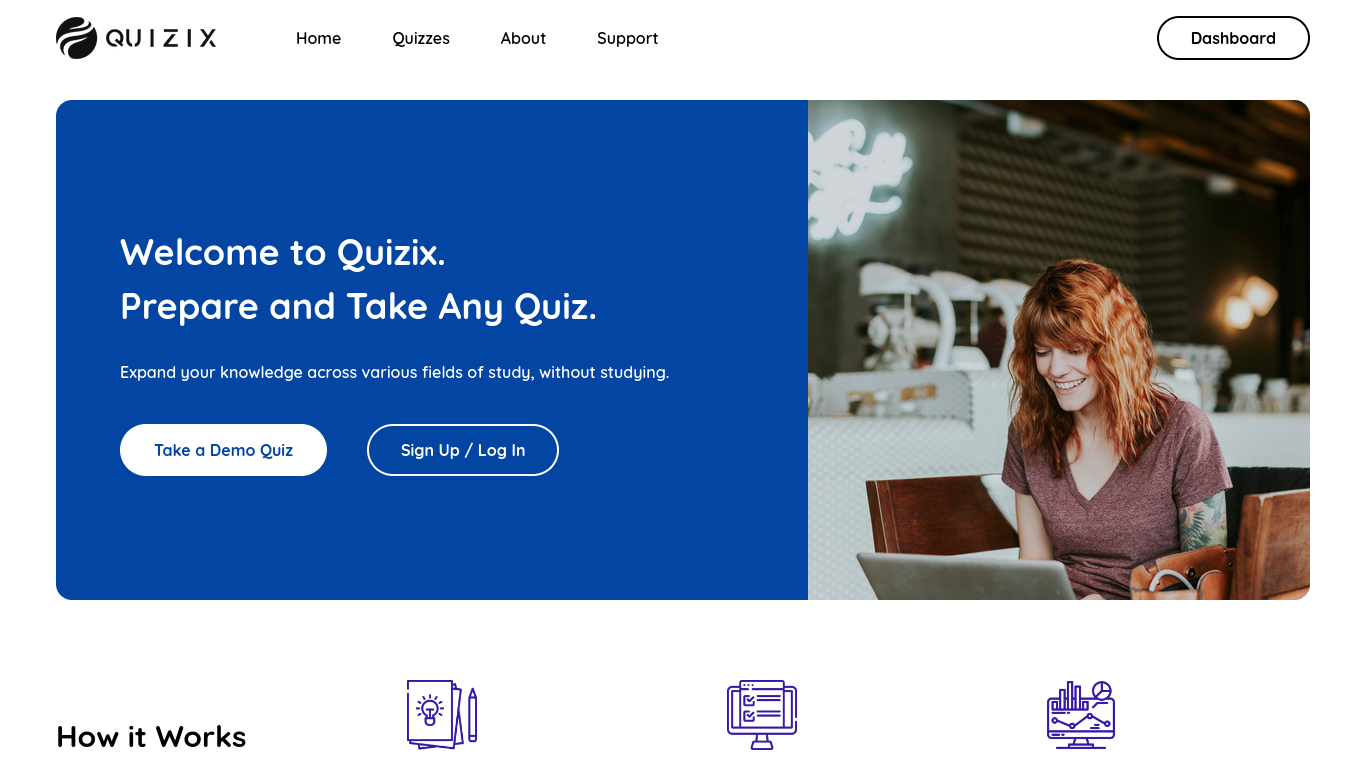 QUIZIX
Home
Quizzes
About
Support
Dashboard
Welcome to Quizix.
Prepare and Take Any Quiz.
Expand your knowledge across various fields of study, without studying.
Take a Demo Quiz
Sign Up / Log In
How it Works